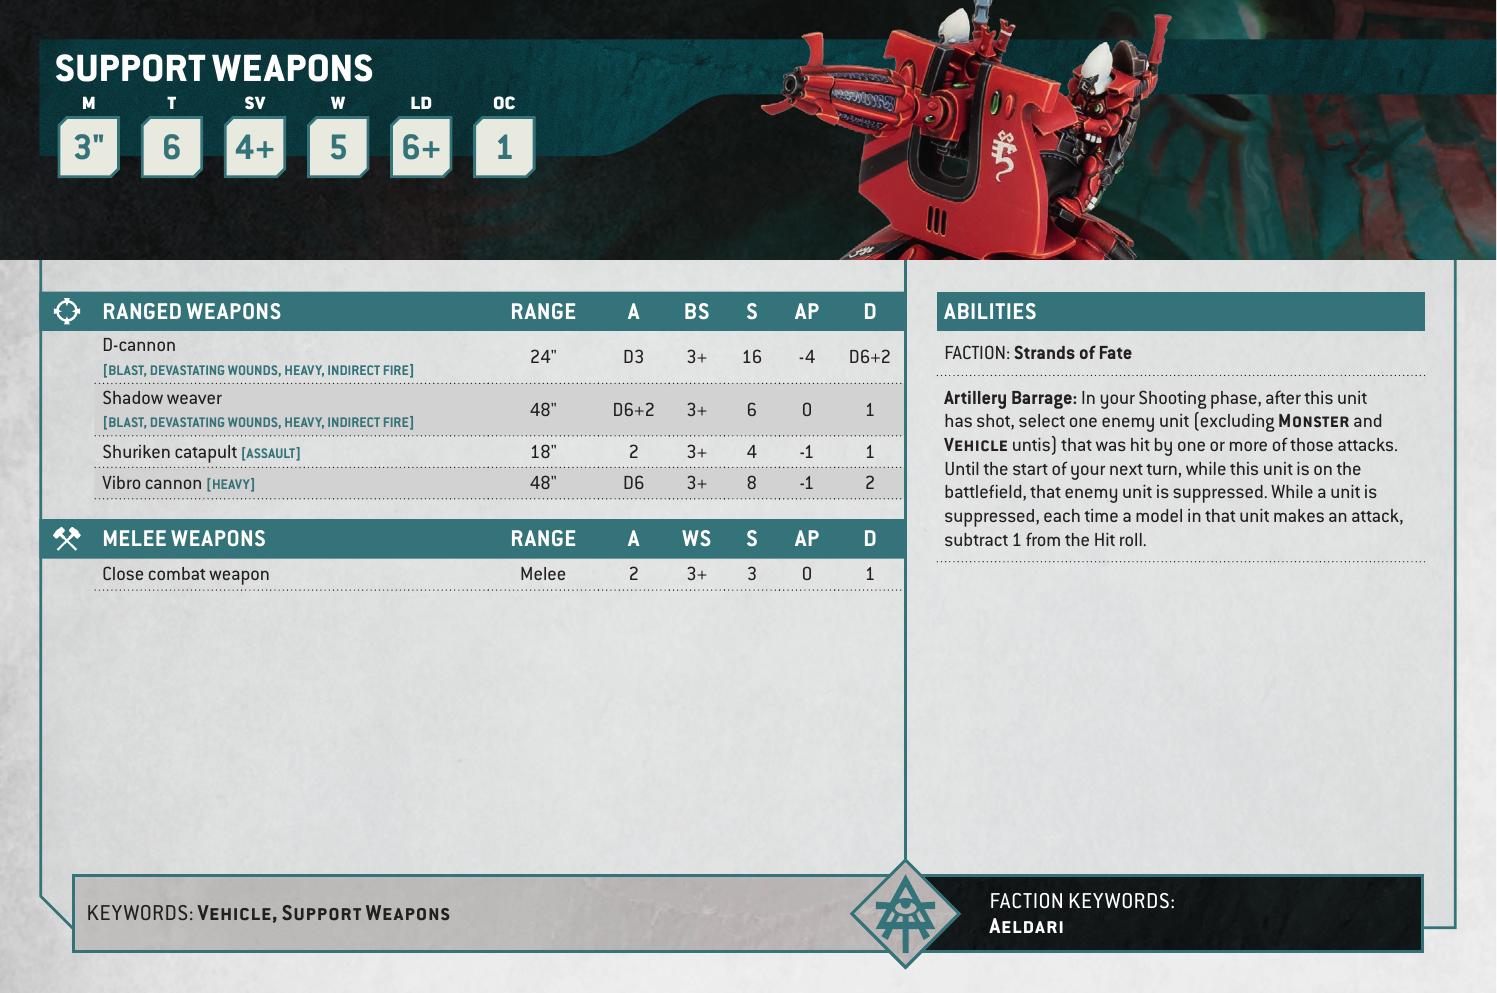 SUPPORT WEAPONS
M T SV W LD OC
3" 6 4+ 5 6+ 1
RANGED WEAPONS RANGE A BS S AP D
D-cannon
[BLAST, DEVASTATING WOUNDS, HEAVY, INDIRECT FIRE] 24" D3 3+ 16 -4 D6+2
Shadow weaver
[BLAST, DEVASTATING WOUNDS, HEAVY, INDIRECT FIRE] 48" D6+2 3+ 6 0 1
Shuriken catapult [ASSAULT] 18" 2 3+ 4 -1 1
Vibro cannon [HEAVY] 48" D6 3+ 8 -1 2
MELEE WEAPONS RANGE A WS S AP D
Close combat weapon Melee 2 3+ 3 0 1
ABILITIES
FACTION: Strands of Fate
Artillery Barrage: In your Shooting phase, after this unit
has shot, select one enemy unit (excluding MONSTER and
VEHICLE untis) that was hit by one or more of those attacks.
Until the start of your next turn, while this unit is on the
battlefield, that enemy unit is suppressed. While a unit is
suppressed, each time a model in that unit makes an attack,
subtract 1 from the Hit roll.
KEYWORDS: VEHICLE, SUPPORT WEAPONS
FACTION KEYWORDS:
AELDARI